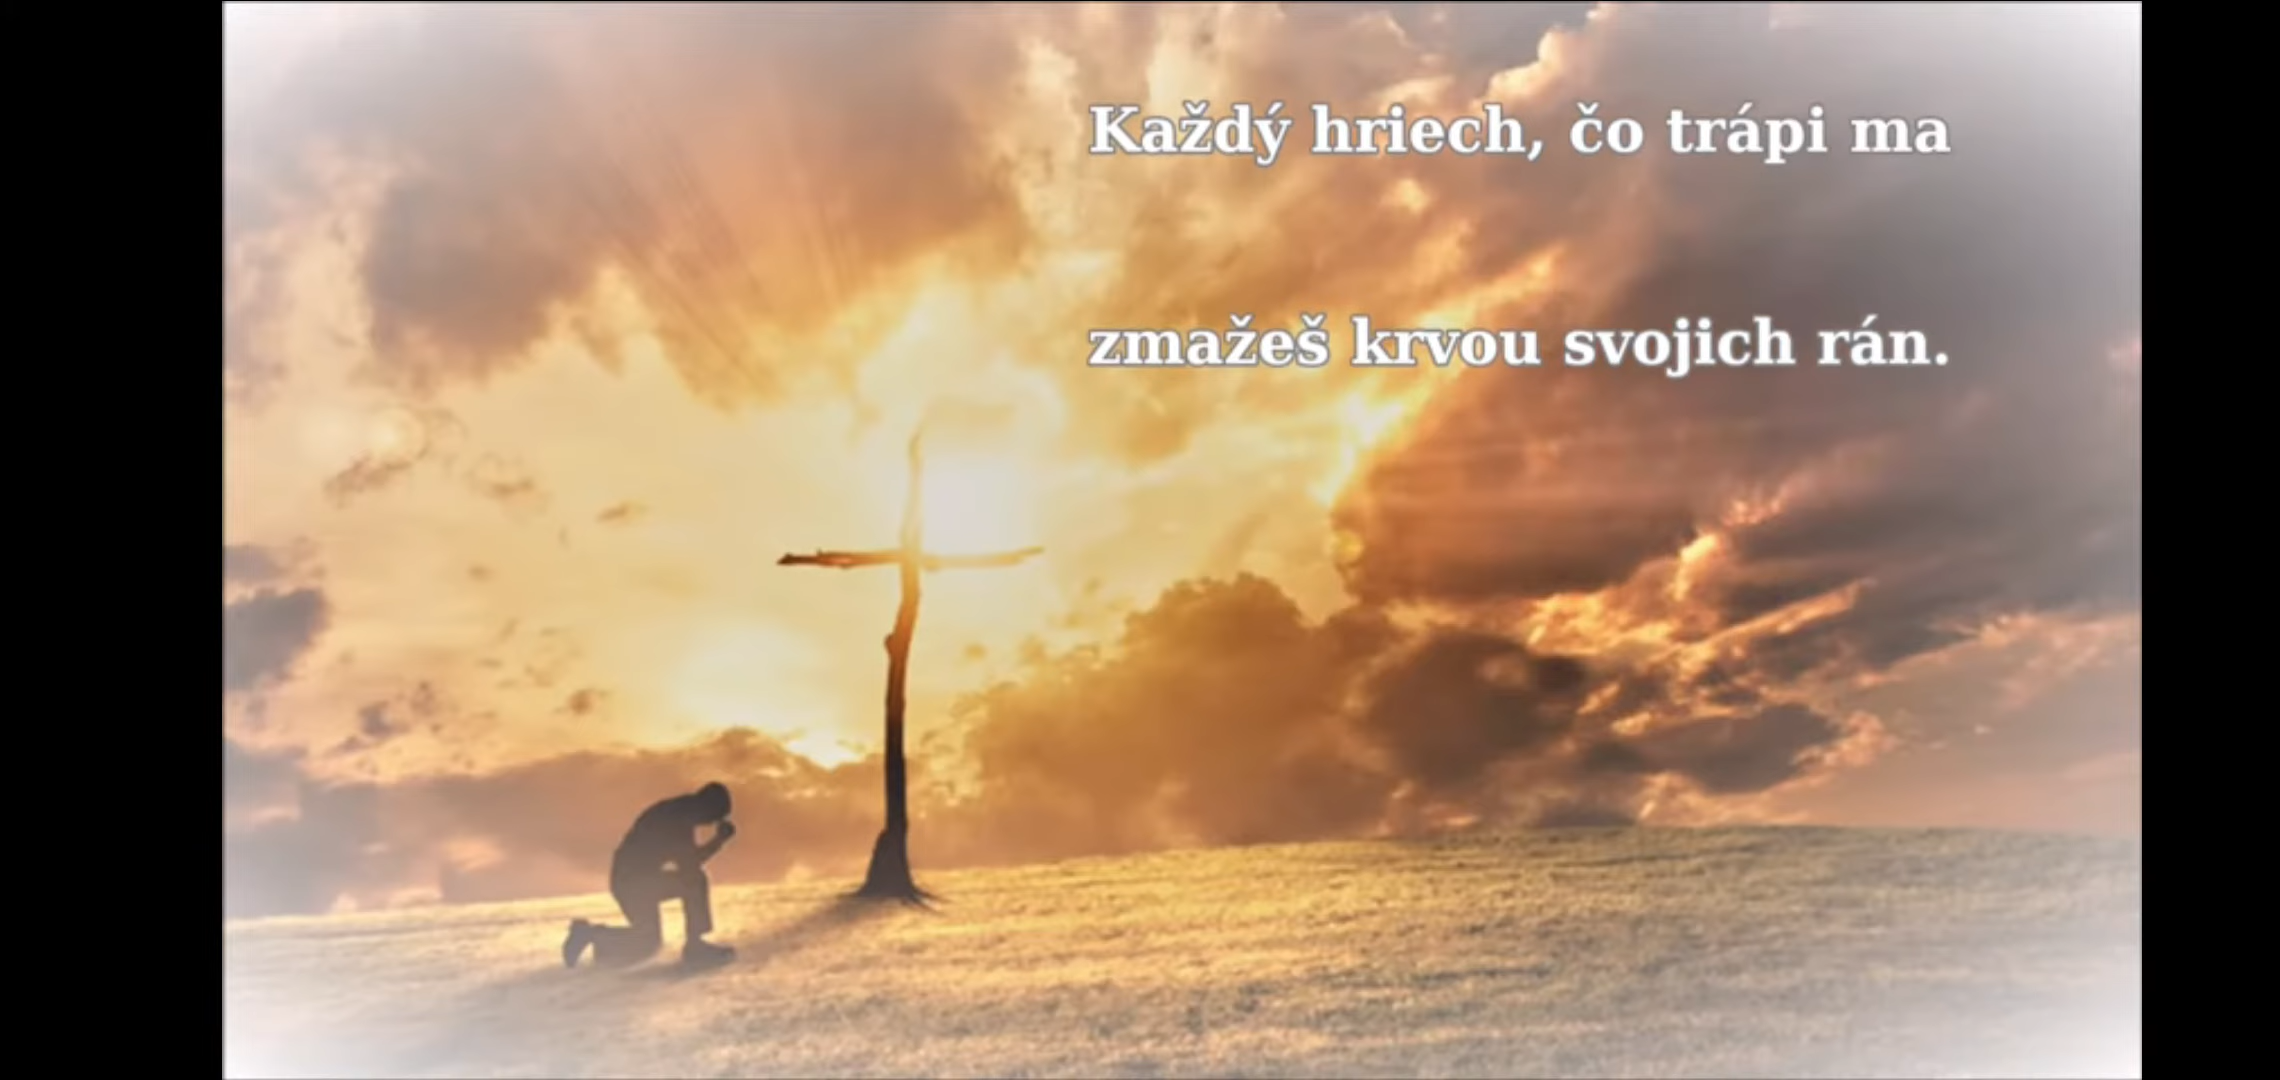 Každý hriech, čo trápi ma
zmažeš krvou svojich rán.